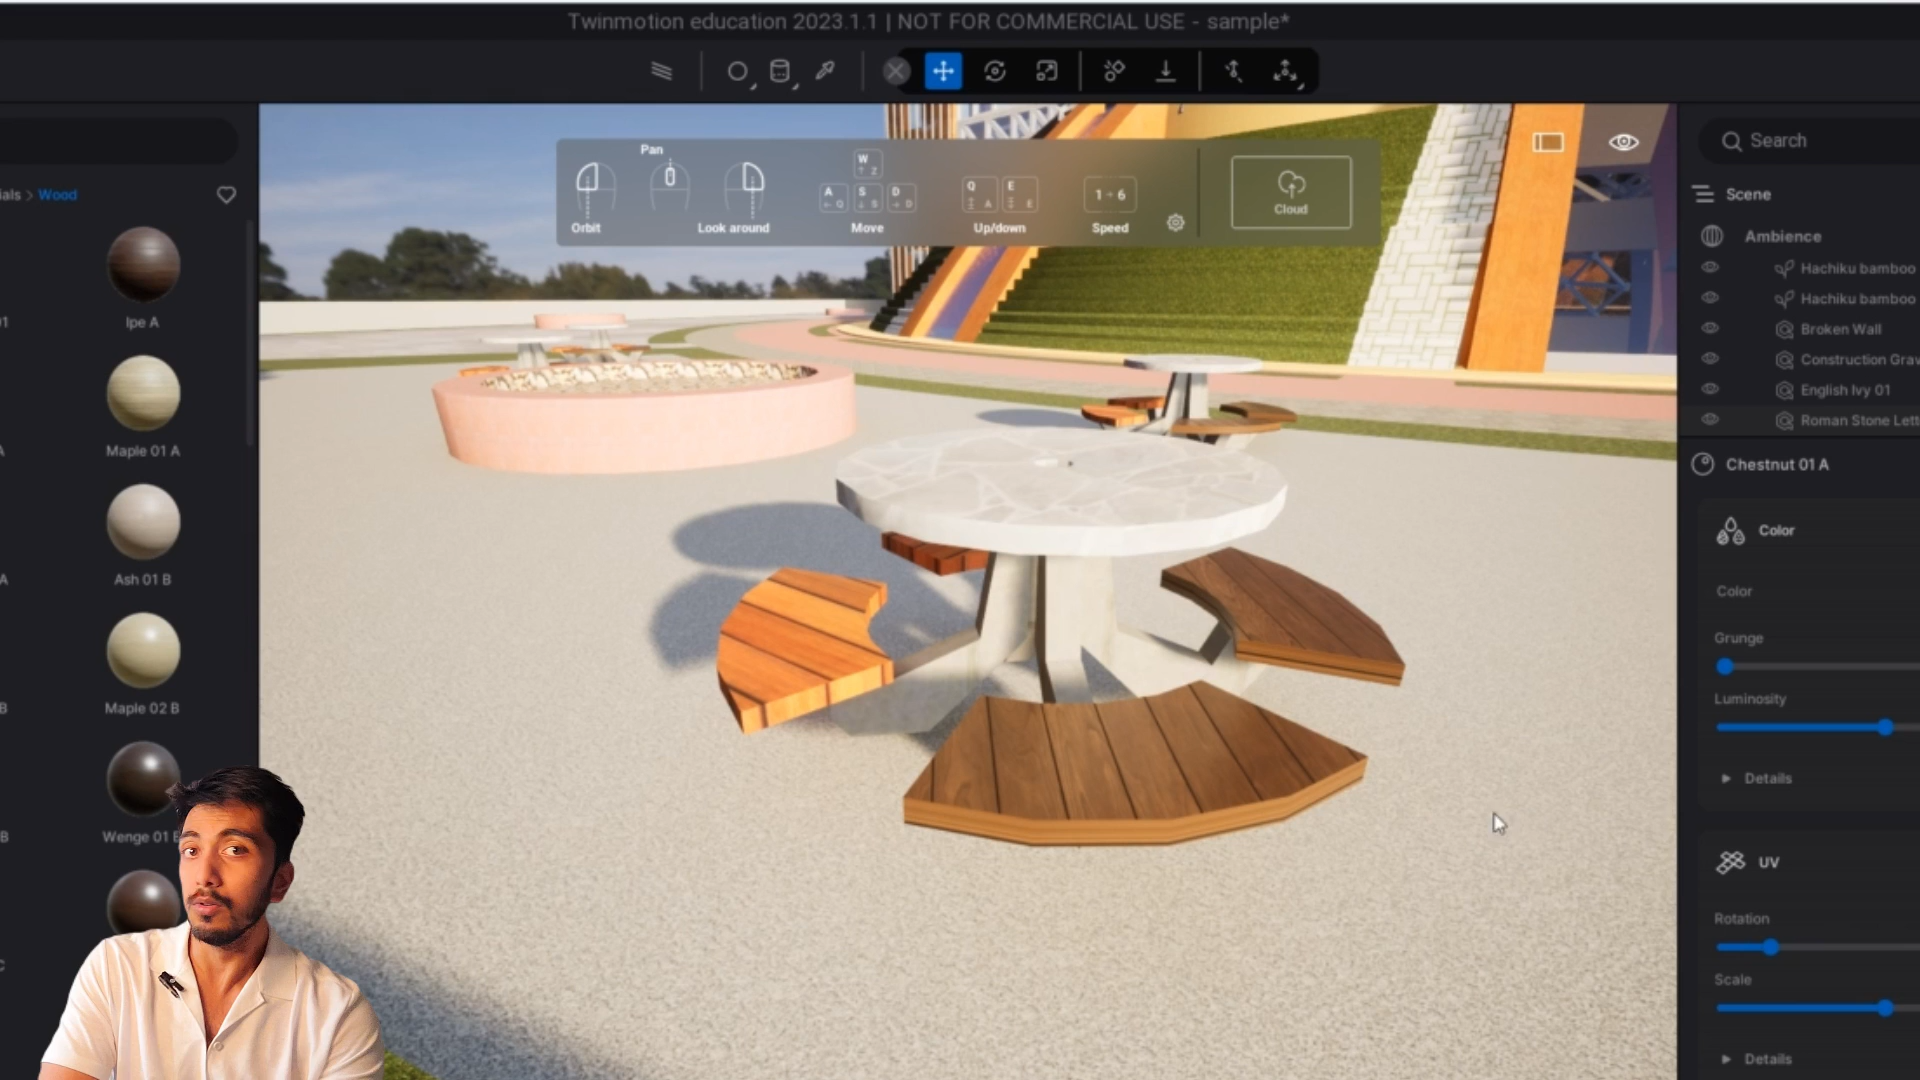 Twinmotion education 2023.1.1 | NOT FOR COMMERCIAL USE - sample*
Pan
Orbit
Look around
W
Z
A
Q
S
S
D
D
Move
Q
A
E
E
Up/down
1 - 6
Speed
Cloud
ials > Wood
Ipe A
Maple 01 A
Ash 01 B
Maple 02 B
Wenge 01
Search
Scene
Ambience
Hachiku bamboo
Hachiku bamboo
Broken Wall
Construction Grav
English Ivy 01
Roman Stone Lett
Chestnut 01 A
Color
Color
Grunge
Luminosity
Details
UV
Rotation
Scale
Details